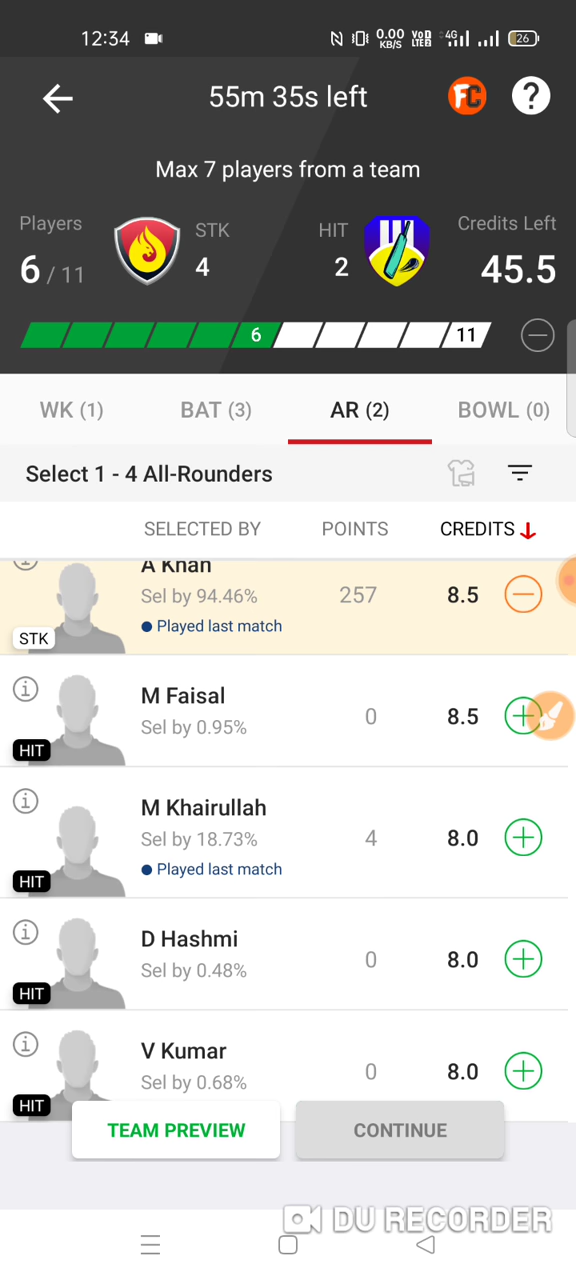 12:34 0.00 KB/S VoD LTE2 4G 26
55m 35s left FC ?
Max 7 players from a team
Players STK HIT Credits Left
6 / 11 4 2 45.5
6 11
WK (1) BAT (3) AR (2) BOWL (0)
Select 1 - 4 All-Rounders
SELECTED BY POINTS CREDITS
A Khan
Sel by 94.46% 257 8.5
Played last match
STK
M Faisal
Sel by 0.95% 0 8.5
HIT
M Khairullah
Sel by 18.73% 4 8.0
Played last match
HIT
D Hashmi
Sel by 0.48% 0 8.0
HIT
V Kumar
Sel by 0.68% 0 8.0
HIT
TEAM PREVIEW CONTINUE
DU RECORDER